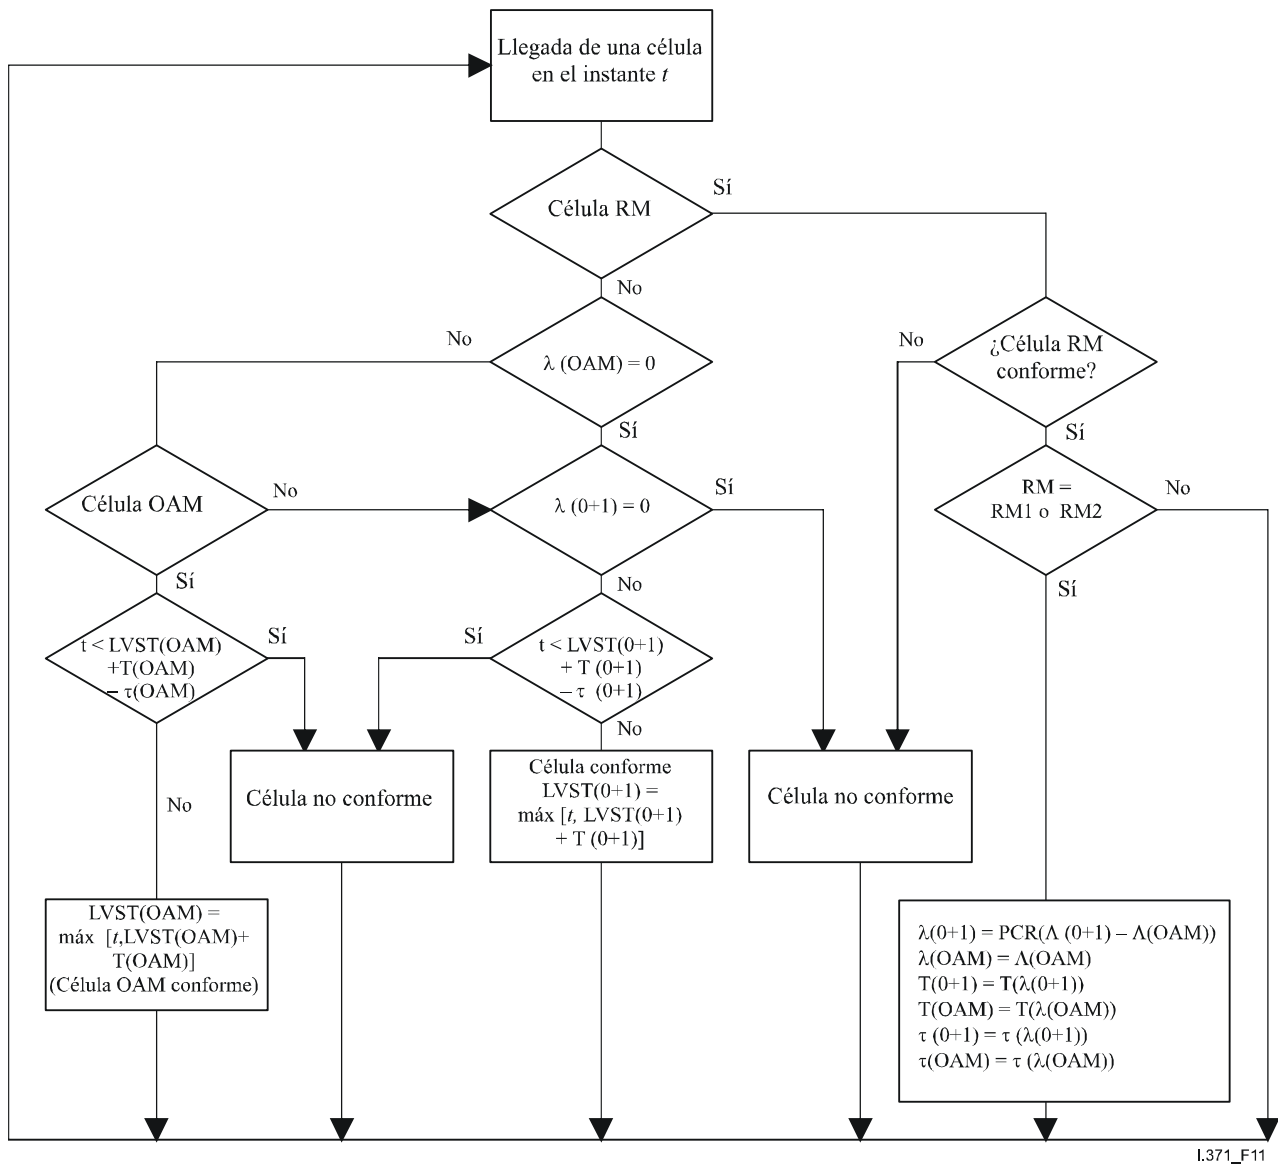 Llegada de una célula
en el instante t
Célula RM
Sí
No
λ (OAM) = 0
No
Sí
¿Célula RM
conforme?
No
Sí
Célula OAM
No
Sí
λ (0+1) = 0
Sí
No
RM =
RM1 o RM2
No
Sí
t < LVST(OAM)
+T(OAM)
– τ(OAM)
Sí
No
t < LVST(0+1)
+ T (0+1)
– τ (0+1)
Sí
No
Célula no conforme
Célula conforme
LVST(0+1) =
máx [t, LVST(0+1)
+ T (0+1)]
Célula no conforme
LVST(OAM) =
máx [t,LVST(OAM)+
T(OAM)]
(Célula OAM conforme)
λ(0+1) = PCR(Λ (0+1) – Λ(OAM))
λ(OAM) = Λ(OAM)
T(0+1) = T(λ(0+1))
T(OAM) = T(λ(OAM))
τ (0+1) = τ (λ(0+1))
τ(OAM) = τ (λ(OAM))
I.371_F11